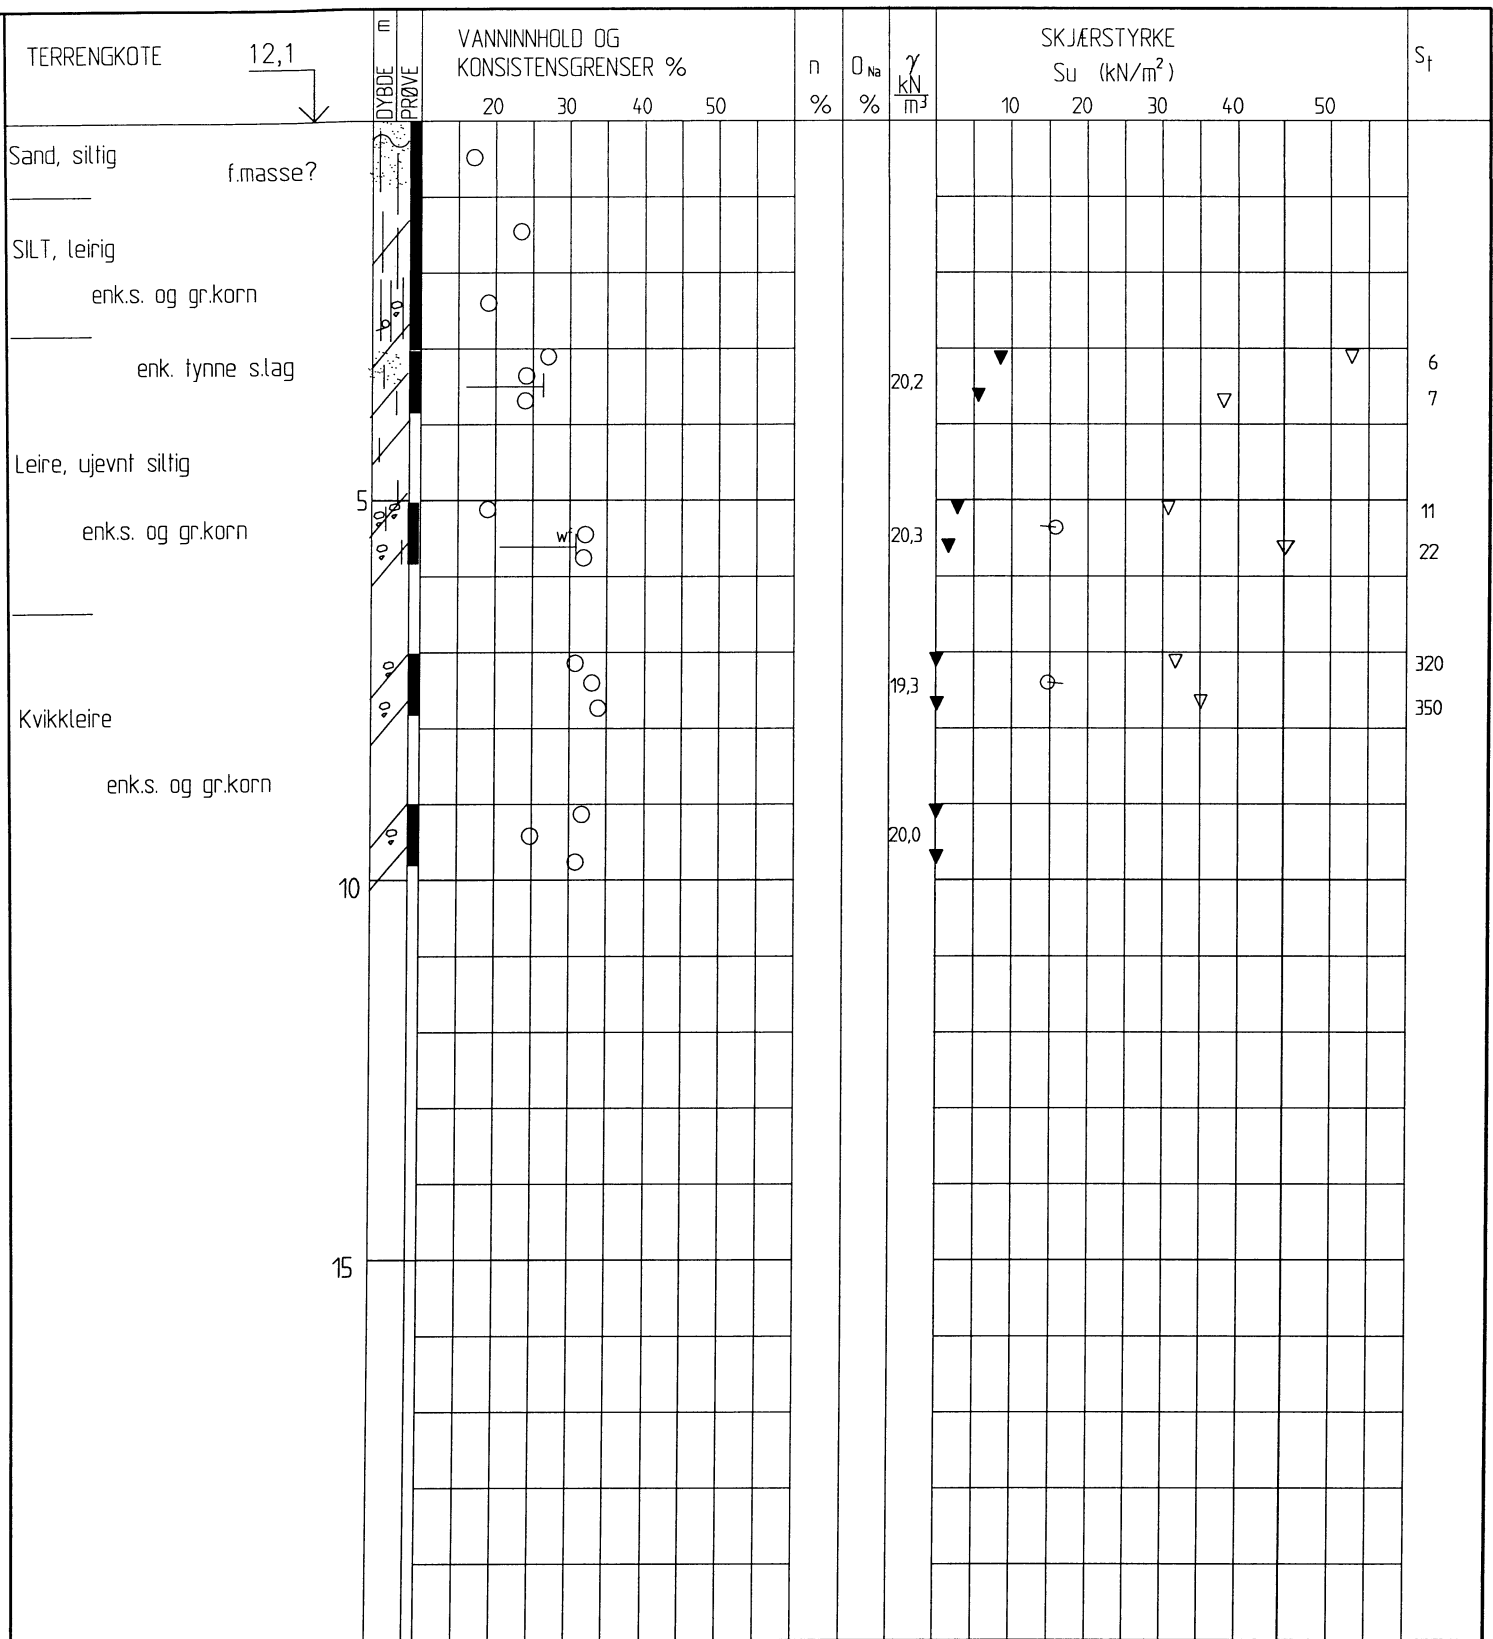 TERRENGKOTE 12,1
m
DYBDE
PRØVE
VANNINNHOLD OG
KONSISTENSGRENSER %
20 30 40 50
n
%
O Na
%
γ
kN
m³
SKJÆRSTYRKE
Su (kN/m²)
10 20 30 40 50
St
Sand, siltig
f.masse?
SILT, leirig
enk.s. og gr.korn
enk. tynne s.lag
20,2
6
7
Leire, ujevnt siltig
5
enk.s. og gr.korn
wf
20,3
11
22
19,3
320
350
Kvikkleire
enk.s. og gr.korn
20,0
10
15